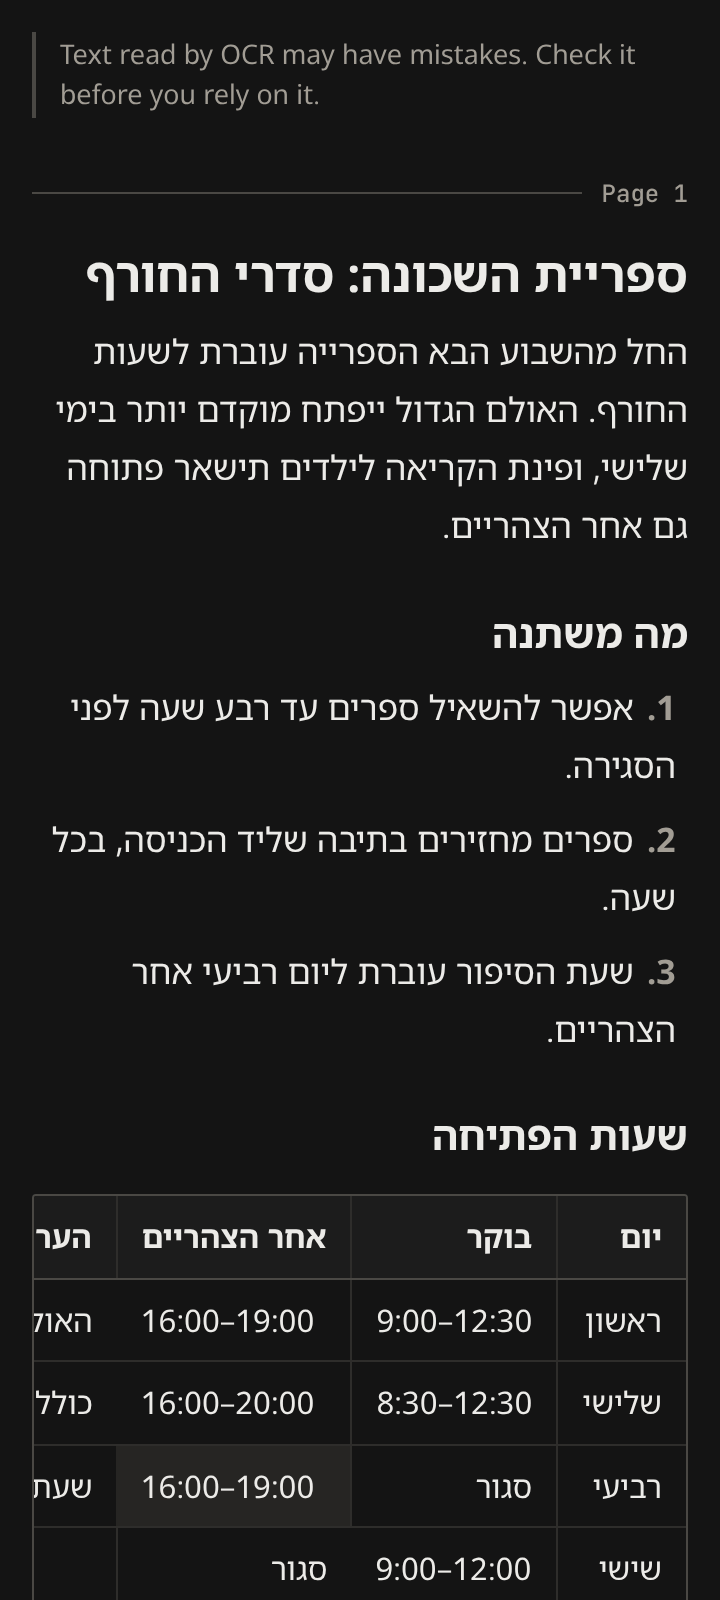 Text read by OCR may have mistakes. Check it
before you rely on it.
Page 1
ספריית השכונה: סדרי החורף
החל מהשבוע הבא הספרייה עוברת לשעות
החורף. האולם הגדול ייפתח מוקדם יותר בימי
שלישי, ופינת הקריאה לילדים תישאר פתוחה
גם אחר הצהריים.
מה משתנה
1. אפשר להשאיל ספרים עד רבע שעה לפני
הסגירה.
2. ספרים מחזירים בתיבה שליד הכניסה, בכל
שעה.
3. שעת הסיפור עוברת ליום רביעי אחר
הצהריים.
שעות הפתיחה
יום בוקר אחר הצהריים
ראשון 9:00–12:30 16:00–19:00
שלישי 8:30–12:30 16:00–20:00 כולל
רביעי סגור 16:00–19:00 שעת
שישי 9:00–12:00 סגור